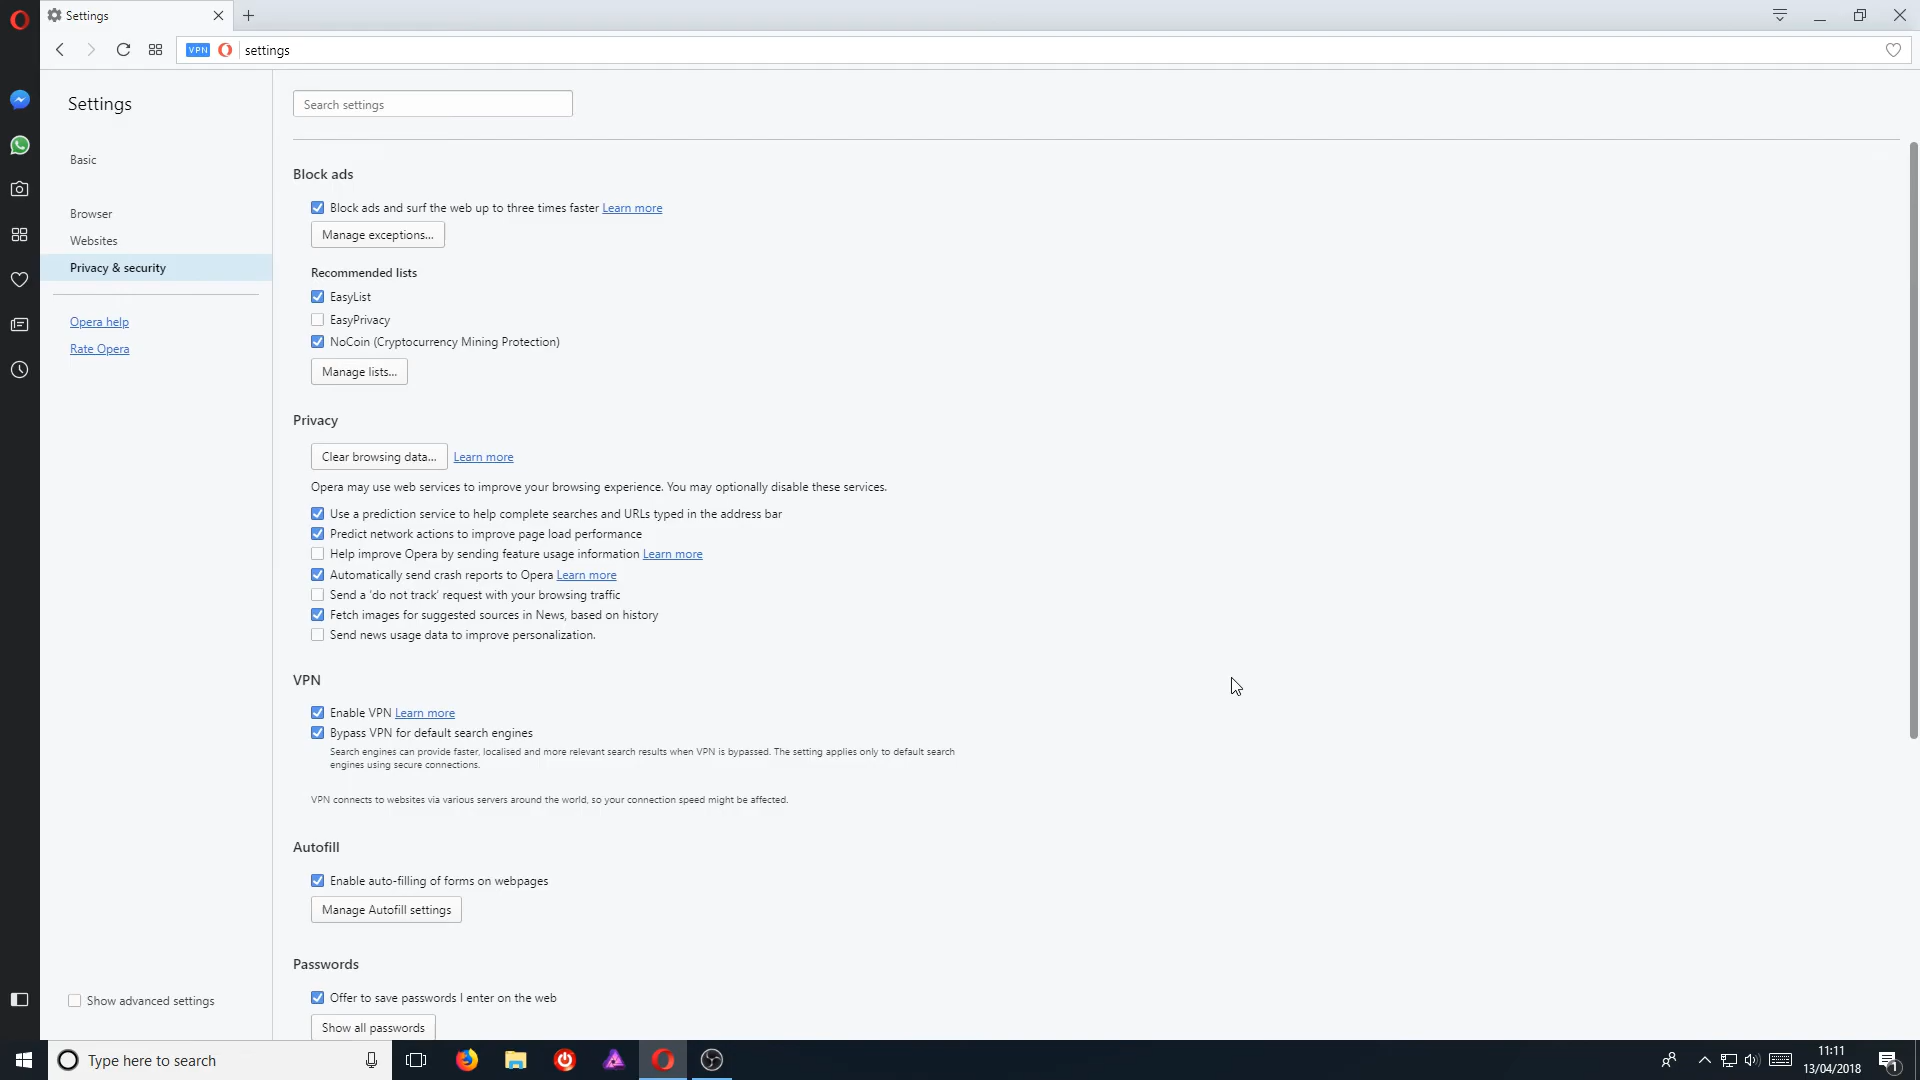 Settings
VPN settings
Settings
Search settings
Basic
Browser
Websites
Privacy & security
Opera help
Rate Opera
Show advanced settings
Block ads
Block ads and surf the web up to three times faster Learn more
Manage exceptions...
Recommended lists
EasyList
EasyPrivacy
NoCoin (Cryptocurrency Mining Protection)
Manage lists...
Privacy
Clear browsing data... Learn more
Opera may use web services to improve your browsing experience. You may optionally disable these services.
Use a prediction service to help complete searches and URLs typed in the address bar
Predict network actions to improve page load performance
Help improve Opera by sending feature usage information Learn more
Automatically send crash reports to Opera Learn more
Send a 'do not track' request with your browsing traffic
Fetch images for suggested sources in News, based on history
Send news usage data to improve personalization.
VPN
Enable VPN Learn more
Bypass VPN for default search engines
Search engines can provide faster, localised and more relevant search results when VPN is bypassed. The setting applies only to default search
engines using secure connections.
VPN connects to websites via various servers around the world, so your connection speed might be affected.
Autofill
Enable auto-filling of forms on webpages
Manage Autofill settings
Passwords
Offer to save passwords I enter on the web
Show all passwords
Type here to search
11:11
13/04/2018
1